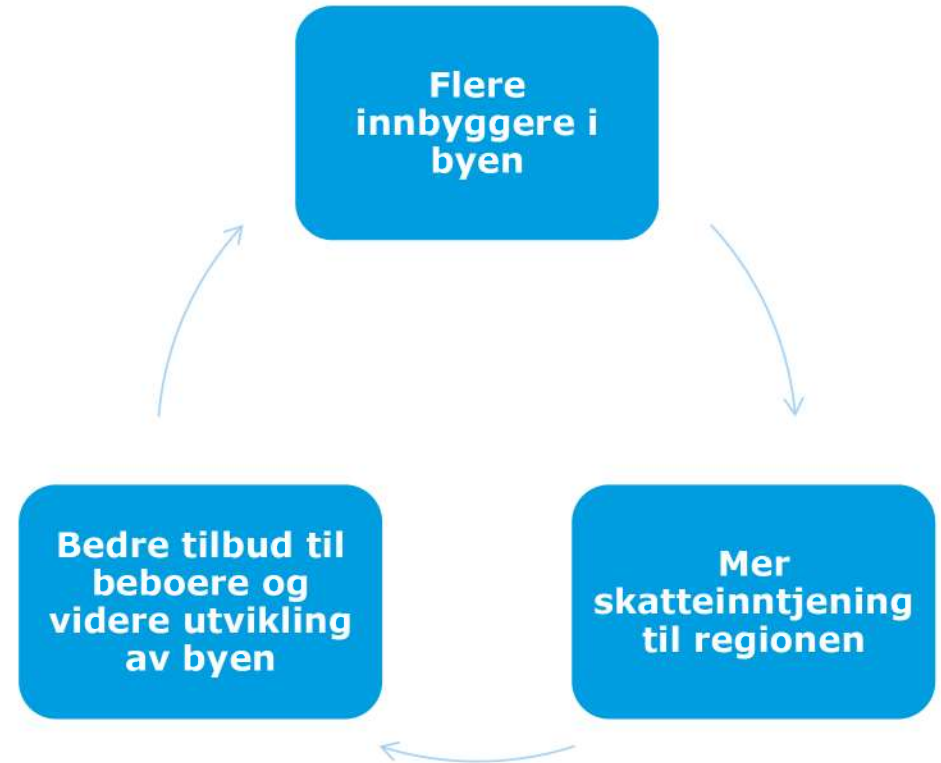 Flere
innbyggere i
byen
Mer
skatteinntjening
til regionen
Bedre tilbud til
beboere og
videre utvikling
av byen